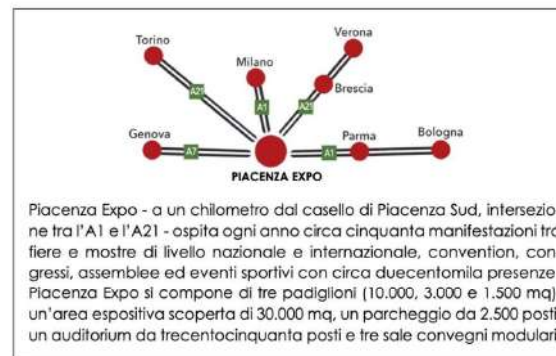 Torino
Verona
Milano
A21
A1
A21
Brescia
Genova
A7
A1
Parma
Bologna
PIACENZA EXPO
Piacenza Expo - a un chilometro dal casello di Piacenza Sud, intersezio
ne tra l'A1 e l'A21 - ospita ogni anno circa cinquanta manifestazioni tra
fiere e mostre di livello nazionale e internazionale, convention, con
gressi, assemblee ed eventi sportivi con circa duecentomila presenze
Piacenza Expo si compone di tre padiglioni (10.000, 3.000 e 1.500 mq)
un'area espositiva scoperta di 30.000 mq, un parcheggio da 2.500 posti
un auditorium da trecentocinquanta posti e tre sale convegni modulari